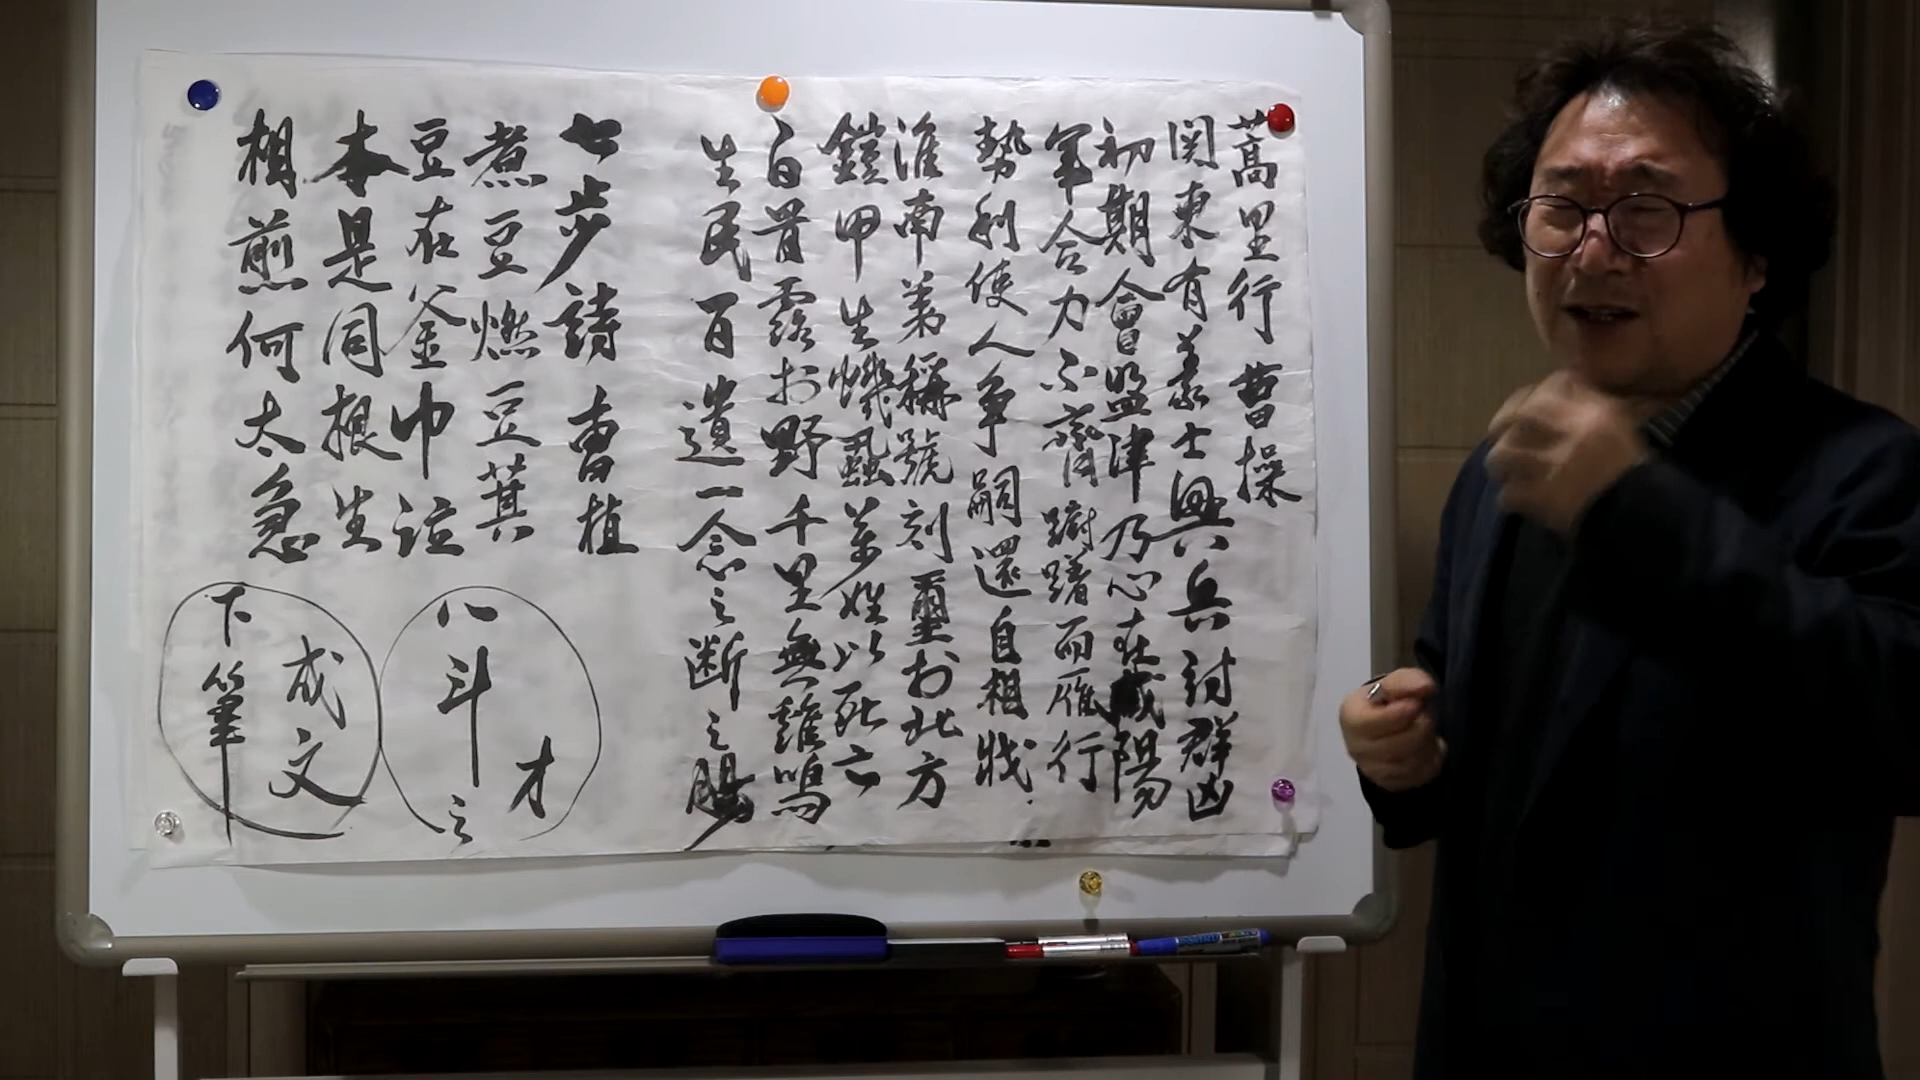 蒿里行 曹操
関東有義士興兵討群凶
初期會盟津乃心在咸陽
軍合力不齊躊躇而雁行
勢利使人爭嗣還自相戕
淮南弟稱號刻璽於北方
鎧甲生蟣蝨萬姓以死亡
白骨露於野千里無雞鳴
生民百遺一念之断之腸
七步詩 曹植
煮豆燃豆萁
豆在釜中泣
本是同根生
相煎何太急
八斗之
才
下筆
成文